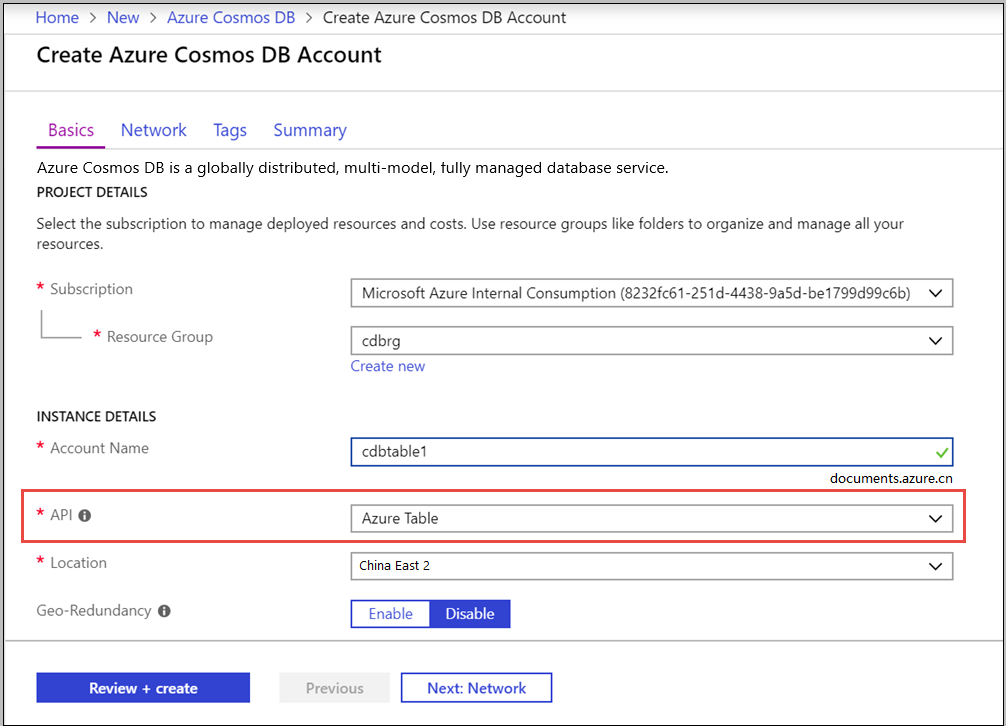 Home > New > Azure Cosmos DB > Create Azure Cosmos DB Account
Create Azure Cosmos DB Account
Basics Network Tags Summary
Azure Cosmos DB is a globally distributed, multi-model, fully managed database service.
PROJECT DETAILS
Select the subscription to manage deployed resources and costs. Use resource groups like folders to organize and manage all your
resources.
* Subscription Microsoft Azure Internal Consumption (8232fc61-251d-4438-9a5d-be1799d99c6b)
* Resource Group cdbrg
Create new
INSTANCE DETAILS
* Account Name cdbtable1
documents.azure.cn
* API Azure Table
* Location China East 2
Geo-Redundancy Enable Disable
Review + create Previous Next: Network